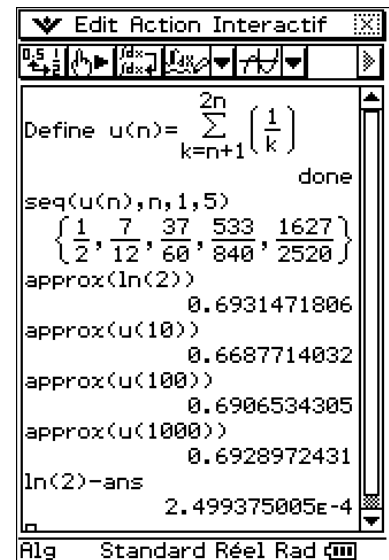 Edit Action Interactif
Define u(n)=∑(k=n+1, 2n)(1/k)
done
seq(u(n),n,1,5)
{1/2, 7/12, 37/60, 533/840, 1627/2520}
approx(ln(2))
0.6931471806
approx(u(10))
0.6687714032
approx(u(100))
0.6906534305
approx(u(1000))
0.6928972431
ln(2)-ans
2.499375005E-4
Alg Standard Réel Rad